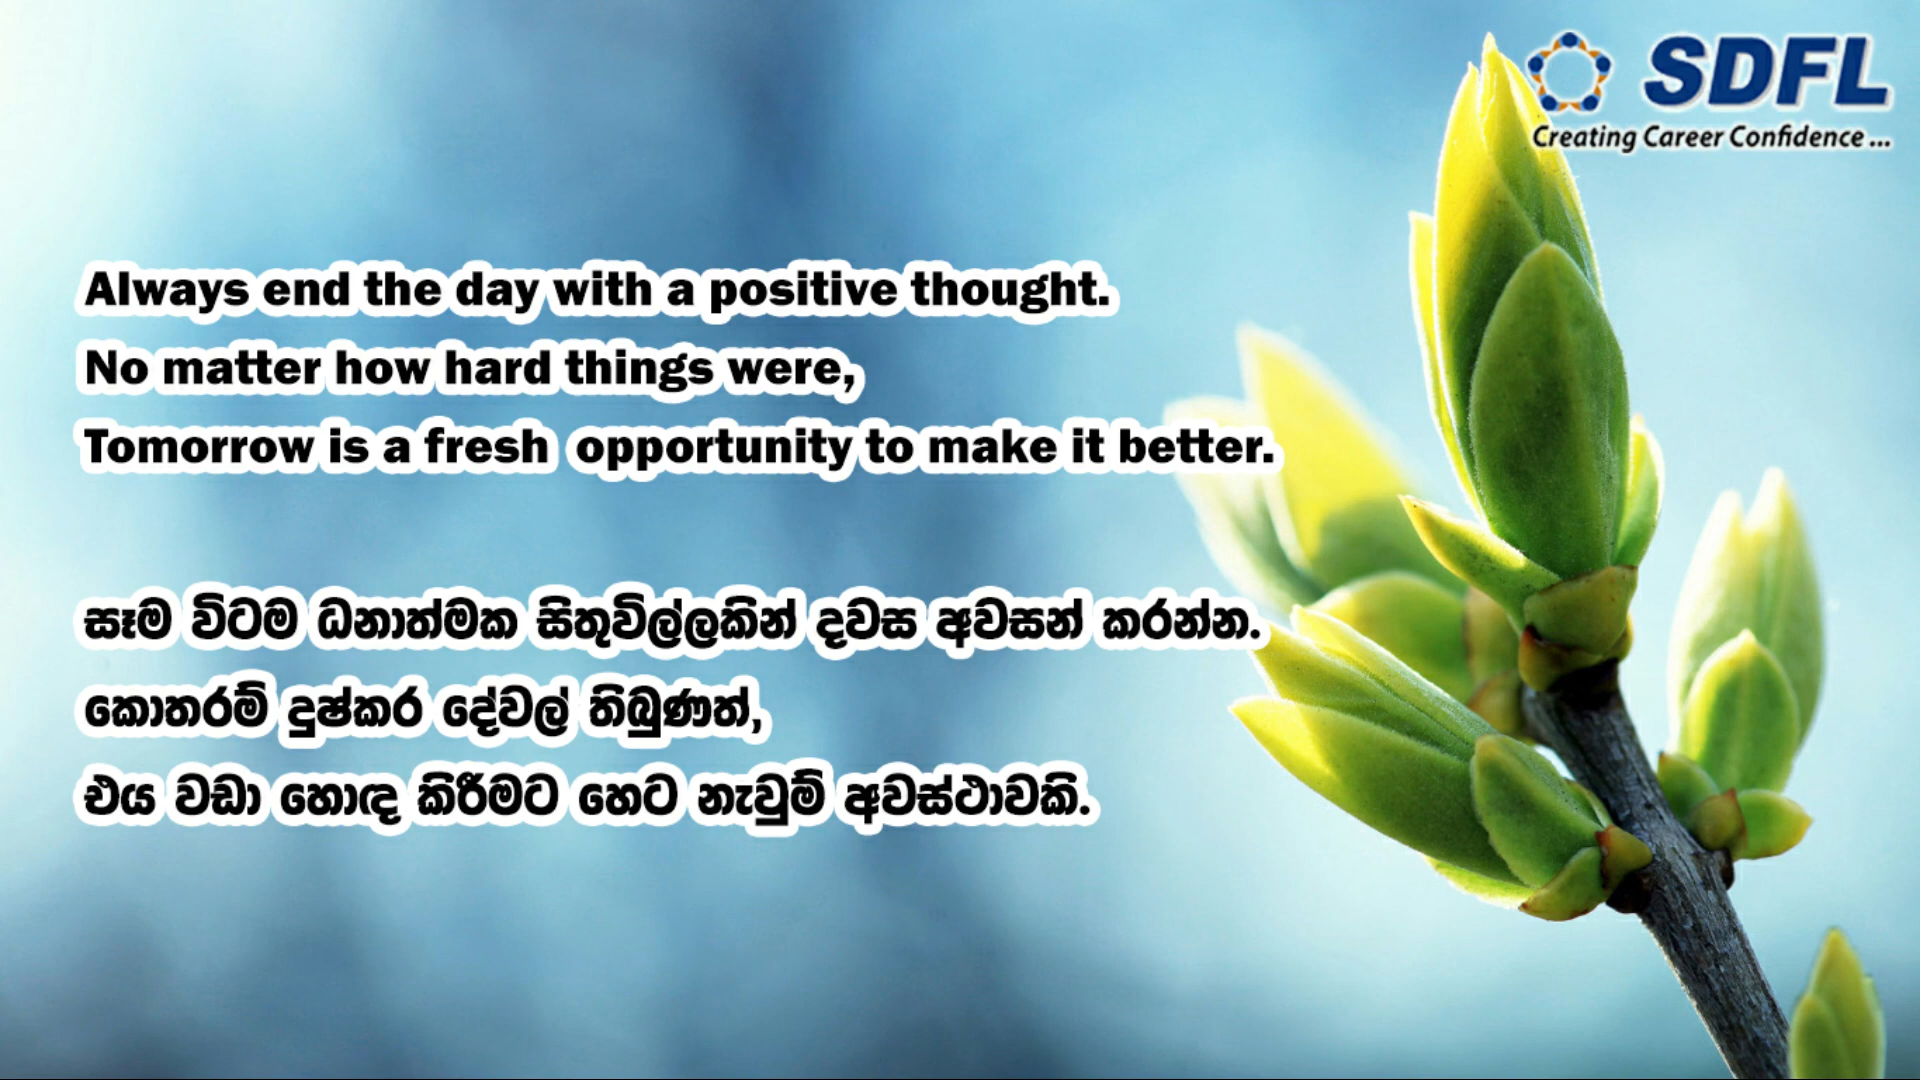 SDFL
Creating Career Confidence ...
Always end the day with a positive thought.
No matter how hard things were,
Tomorrow is a fresh opportunity to make it better.
සෑම විටම ධනාත්මක සිතුවිල්ලකින් දවස අවසන් කරන්න.
කොතරම් දුෂ්කර දේවල් තිබුණත්,
එය වඩා හොඳ කිරීමට හෙට නැවුම් අවස්ථාවකි.